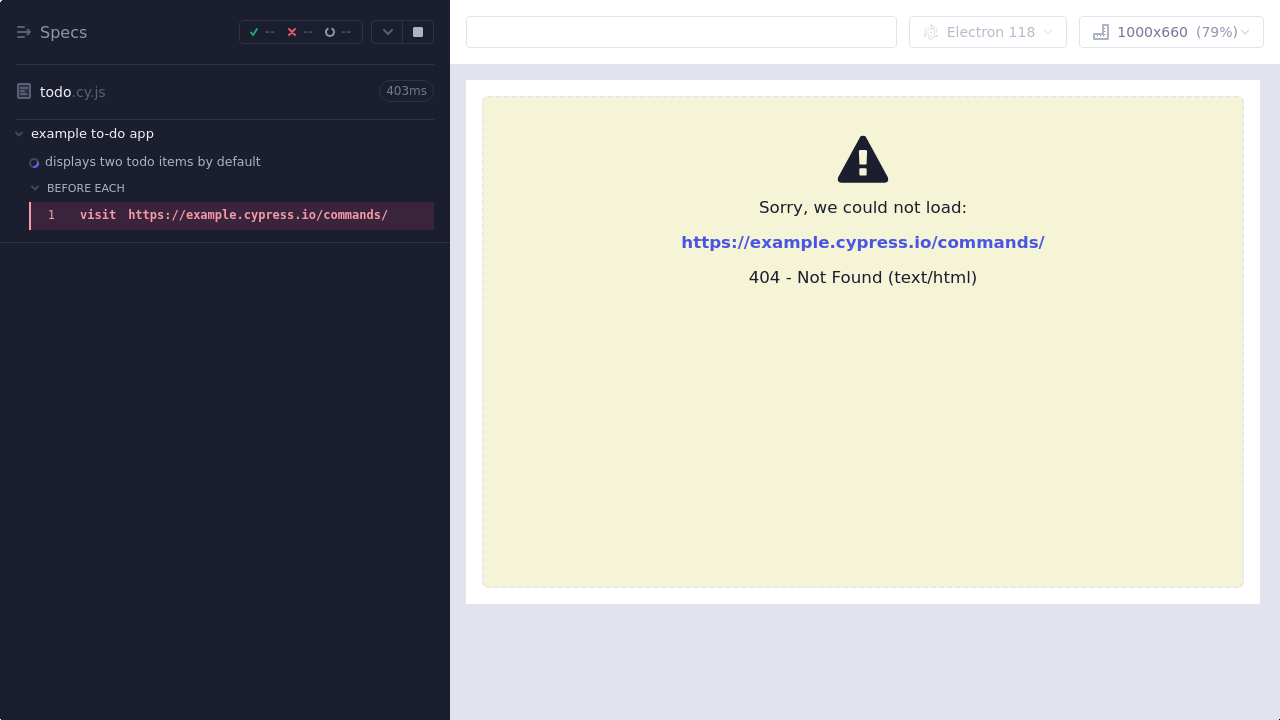 Specs
-- -- --
todo.cy.js
403ms
example to-do app
displays two todo items by default
BEFORE EACH
1 visit https://example.cypress.io/commands/
Electron 118
1000x660 (79%)
Sorry, we could not load:
https://example.cypress.io/commands/
404 - Not Found (text/html)